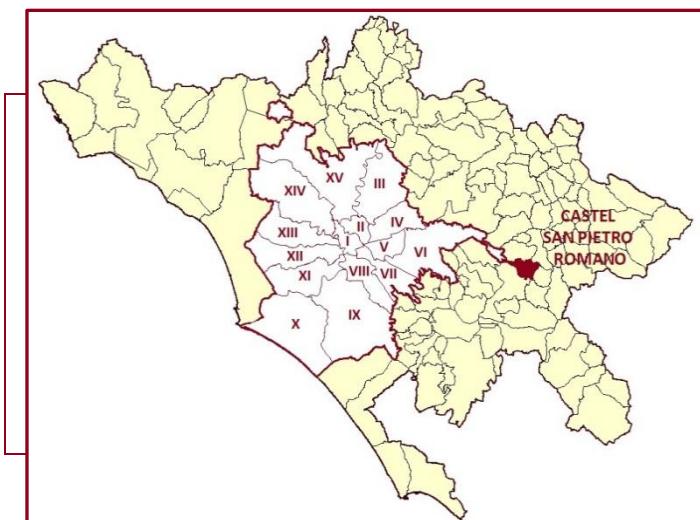 XV
III
XIV
II
IV
XIII
I
V
VI
XII
XI
VIII
VII
X
IX
CASTEL
SAN PIETRO
ROMANO